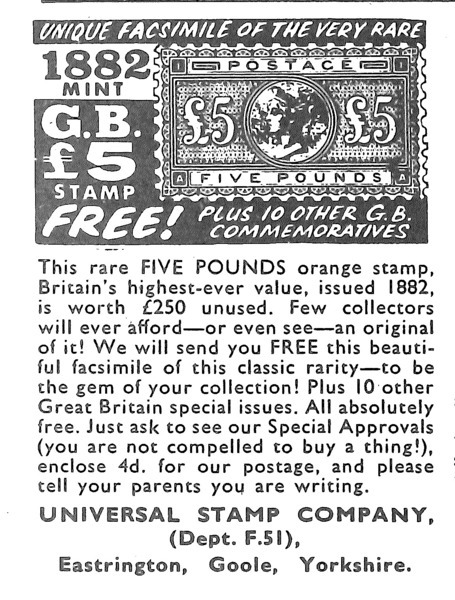 UNIQUE FACSIMILE OF THE VERY RARE
1882
MINT
G.B.
£5
STAMP
FREE!
POSTAGE
£5 £5
FIVE POUNDS
PLUS 10 OTHER G.B.
COMMEMORATIVES
This rare FIVE POUNDS orange stamp,
Britain's highest-ever value, issued 1882,
is worth £250 unused. Few collectors
will ever afford—or even see—an original
of it! We will send you FREE this beauti-
ful facsimile of this classic rarity—to be
the gem of your collection! Plus 10 other
Great Britain special issues. All absolutely
free. Just ask to see our Special Approvals
(you are not compelled to buy a thing!),
enclose 4d. for our postage, and please
tell your parents you are writing.
UNIVERSAL STAMP COMPANY,
(Dept. F.51),
Eastrington, Goole, Yorkshire.